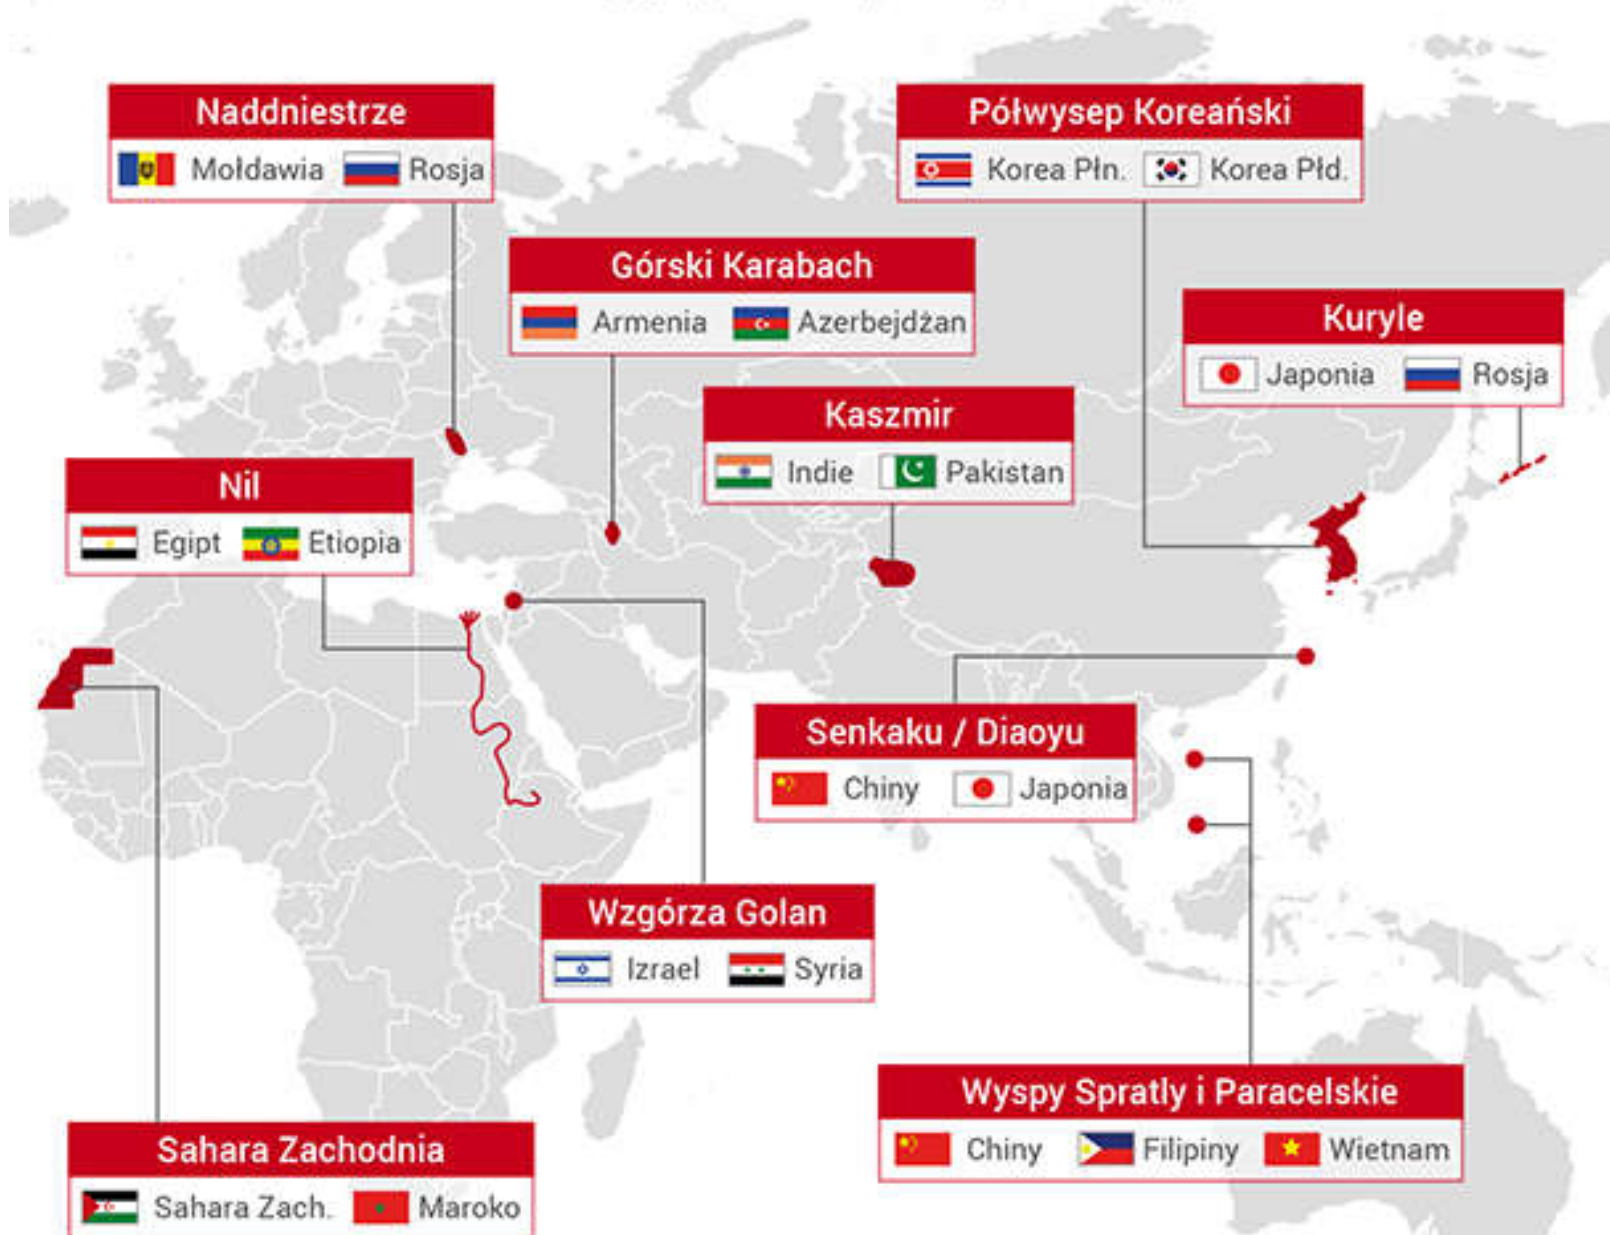 Naddniestrze
Mołdawia Rosja
Półwysep Koreański
Korea Płn. Korea Płd.
Górski Karabach
Armenia Azerbejdżan
Kuryle
Japonia Rosja
Kaszmir
Indie Pakistan
Nil
Egipt Etiopia
Senkaku / Diaoyu
Chiny Japonia
Wzgórza Golan
Izrael Syria
Wyspy Spratly i Paracelskie
Chiny Filipiny Wietnam
Sahara Zachodnia
Sahara Zach. Maroko